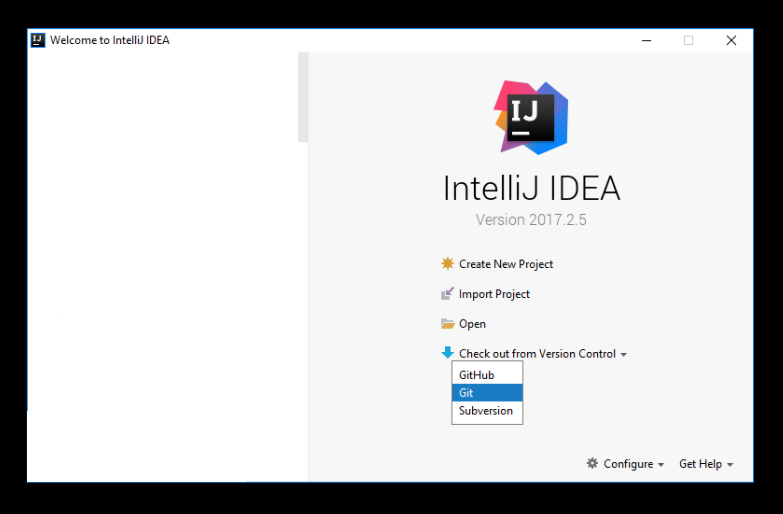 Welcome to IntelliJ IDEA
IJ
IntelliJ IDEA
Version 2017.2.5
Create New Project
Import Project
Open
Check out from Version Control
GitHub
Git
Subversion
Configure
Get Help